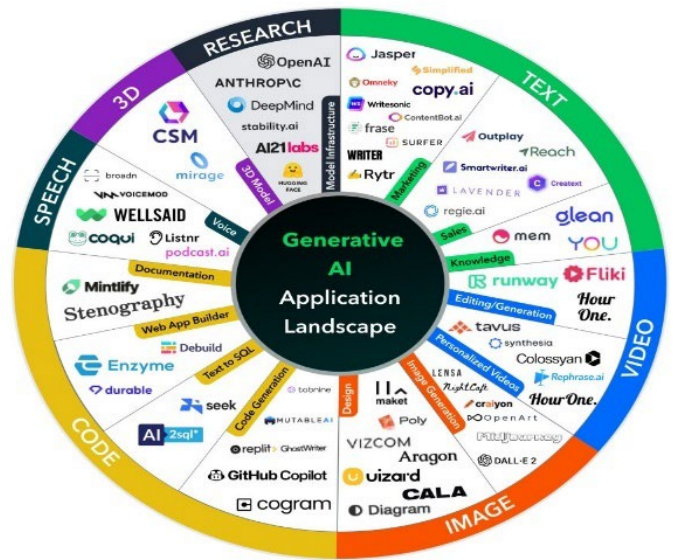 Generative
AI
Application
Landscape
RESEARCH
Model Infrastructure
OpenAI
ANTHROP\C
DeepMind
stability.ai
AI21labs
HUGGING
FACE
TEXT
Marketing
Jasper
Simplified
Omneky
copy.ai
Writesonic
ContentBot.ai
frase
SURFER
WRITER
Rytr
Sales
Outplay
Reach
Smartwriter.ai
Creatext
LAVENDER
regie.ai
Knowledge
glean
mem
YOU
VIDEO
Editing/Generation
runway
Fliki
Hour
One.
Personalized Videos
tavus
synthesia
Colossyan
Rephrase.ai
HourOne.
IMAGE
Image Generation
LENSA
NightCafe
craiyon
OpenArt
Midjourney
DALL·E 2
Design
maket
Poly
VIZCOM
Aragon
uizard
CALA
Diagram
CODE
Code Generation
tabnine
MUTABLEAI
replit
GhostWriter
GitHub Copilot
cogram
Text to SQL
seek
AI 2sql
Web App Builder
Debuild
Enzyme
durable
Documentation
Mintlify
Stenography
SPEECH
Voice
broadn
VOICEMOD
WELLSAID
coqui
Listnr
podcast.ai
3D
3D Model
CSM
mirage